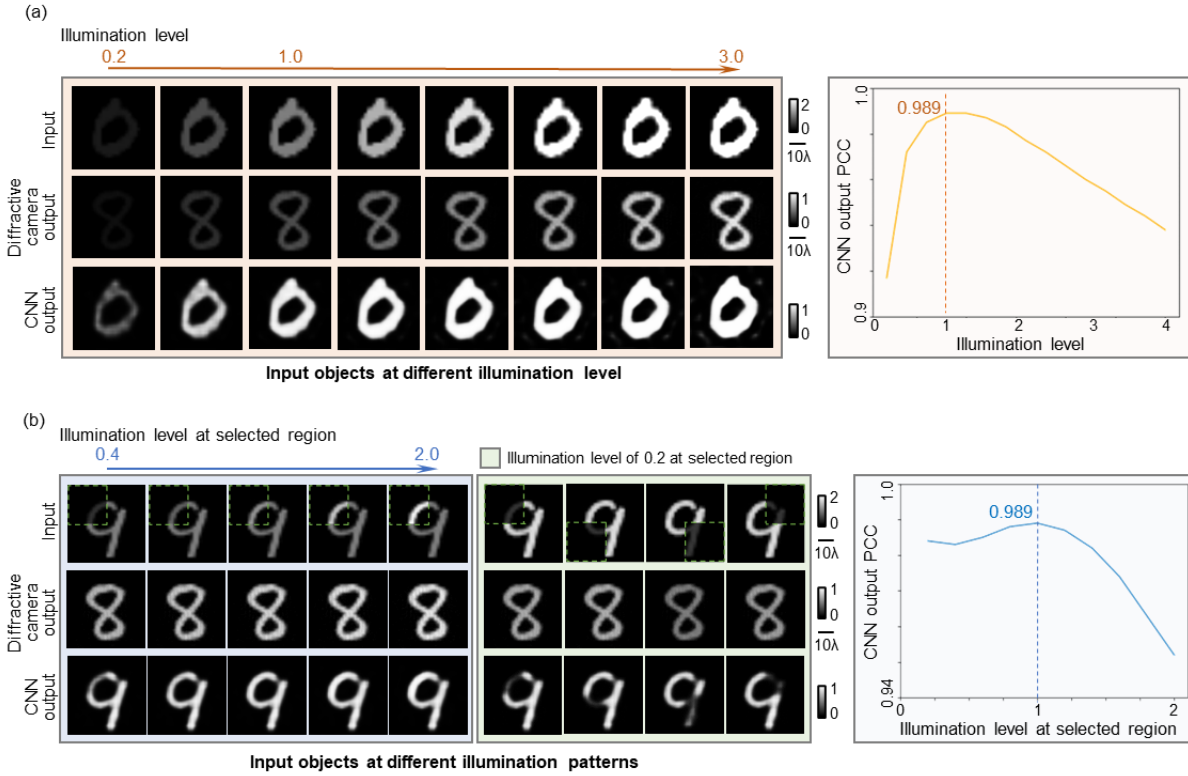 (a)
Illumination level
0.2 1.0 3.0
Input
Diffractive
camera
output
CNN
output
2
0
10λ
1
0
10λ
1
0
Input objects at different illumination level
CNN output PCC
1.0
0.9
0.989
0 1 2 3 4
Illumination level
(b)
Illumination level at selected region
0.4 2.0
Illumination level of 0.2 at selected region
Input
Diffractive
camera
output
CNN
output
2
0
10λ
1
0
10λ
1
0
Input objects at different illumination patterns
CNN output PCC
1.0
0.94
0.989
0 1 2
Illumination level at selected region